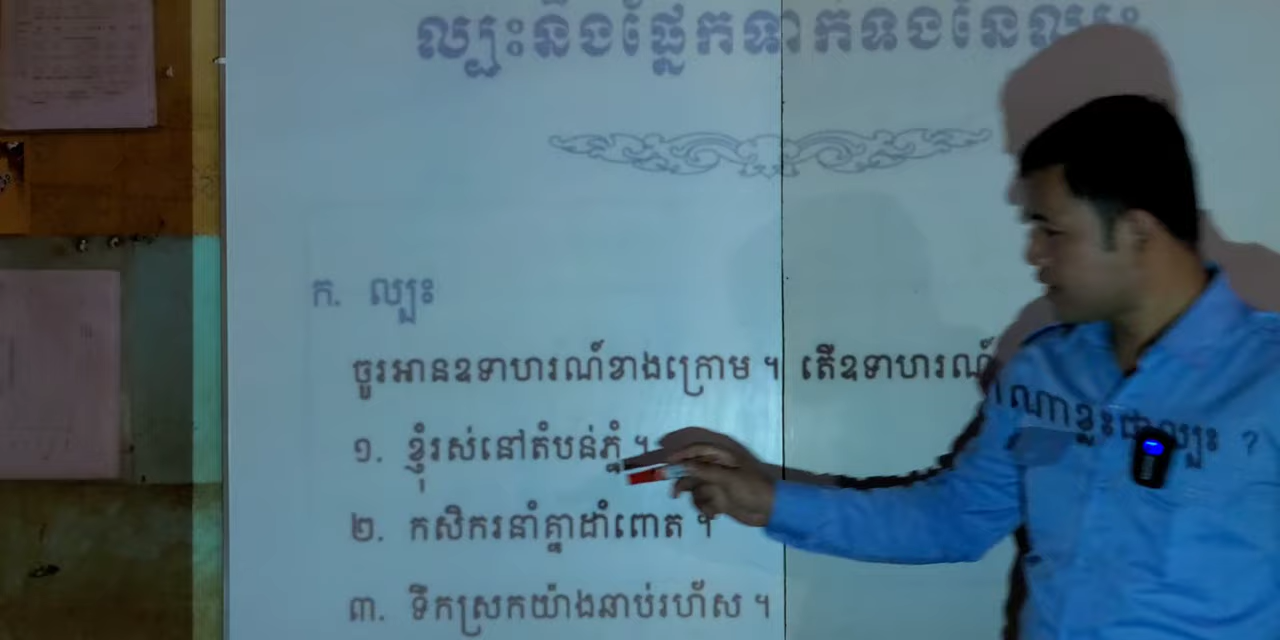 ល្បះនិងផ្នែកទាក់ទងនៃល្បះ
ក. ល្បះ
ចូរអានឧទាហរណ៍ខាងក្រោម ។ តើឧទាហរណ៍ណាខ្លះជាល្បះ ?
១. ខ្ញុំរស់នៅតំបន់ភ្នំ ។
២. កសិករនាំគ្នាដាំពោត ។
៣. ទឹកស្រកយ៉ាងឆាប់រហ័ស ។